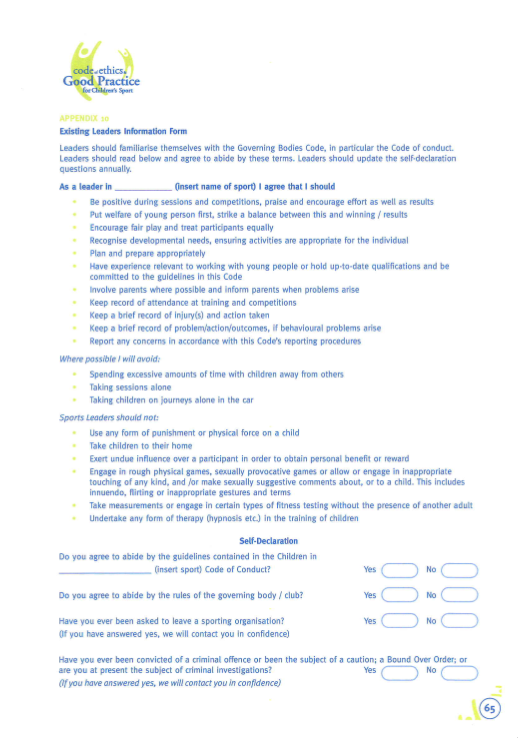 code of ethics
Good Practice
for Children's Sport
APPENDIX 10
Existing Leaders Information Form
Leaders should familiarise themselves with the Governing Bodies Code, in particular the Code of conduct.
Leaders should read below and agree to abide by these terms. Leaders should update the self-declaration
questions annually.
As a leader in ____________ (insert name of sport) I agree that I should
• Be positive during sessions and competitions, praise and encourage effort as well as results
• Put welfare of young person first, strike a balance between this and winning / results
• Encourage fair play and treat participants equally
• Recognise developmental needs, ensuring activities are appropriate for the individual
• Plan and prepare appropriately
• Have experience relevant to working with young people or hold up-to-date qualifications and be
committed to the guidelines in this Code
• Involve parents where possible and inform parents when problems arise
• Keep record of attendance at training and competitions
• Keep a brief record of injury(s) and action taken
• Keep a brief record of problem/action/outcomes, if behavioural problems arise
• Report any concerns in accordance with this Code's reporting procedures
Where possible I will avoid:
• Spending excessive amounts of time with children away from others
• Taking sessions alone
• Taking children on journeys alone in the car
Sports Leaders should not:
• Use any form of punishment or physical force on a child
• Take children to their home
• Exert undue influence over a participant in order to obtain personal benefit or reward
• Engage in rough physical games, sexually provocative games or allow or engage in inappropriate
touching of any kind, and /or make sexually suggestive comments about, or to a child. This includes
innuendo, flirting or inappropriate gestures and terms
• Take measurements or engage in certain types of fitness testing without the presence of another adult
• Undertake any form of therapy (hypnosis etc.) in the training of children
Self-Declaration
Do you agree to abide by the guidelines contained in the Children in
____________________ (insert sport) Code of Conduct? Yes No
Do you agree to abide by the rules of the governing body / club? Yes No
Have you ever been asked to leave a sporting organisation? Yes No
(If you have answered yes, we will contact you in confidence)
Have you ever been convicted of a criminal offence or been the subject of a caution; a Bound Over Order; or
are you at present the subject of criminal investigations? Yes No
(If you have answered yes, we will contact you in confidence)
65